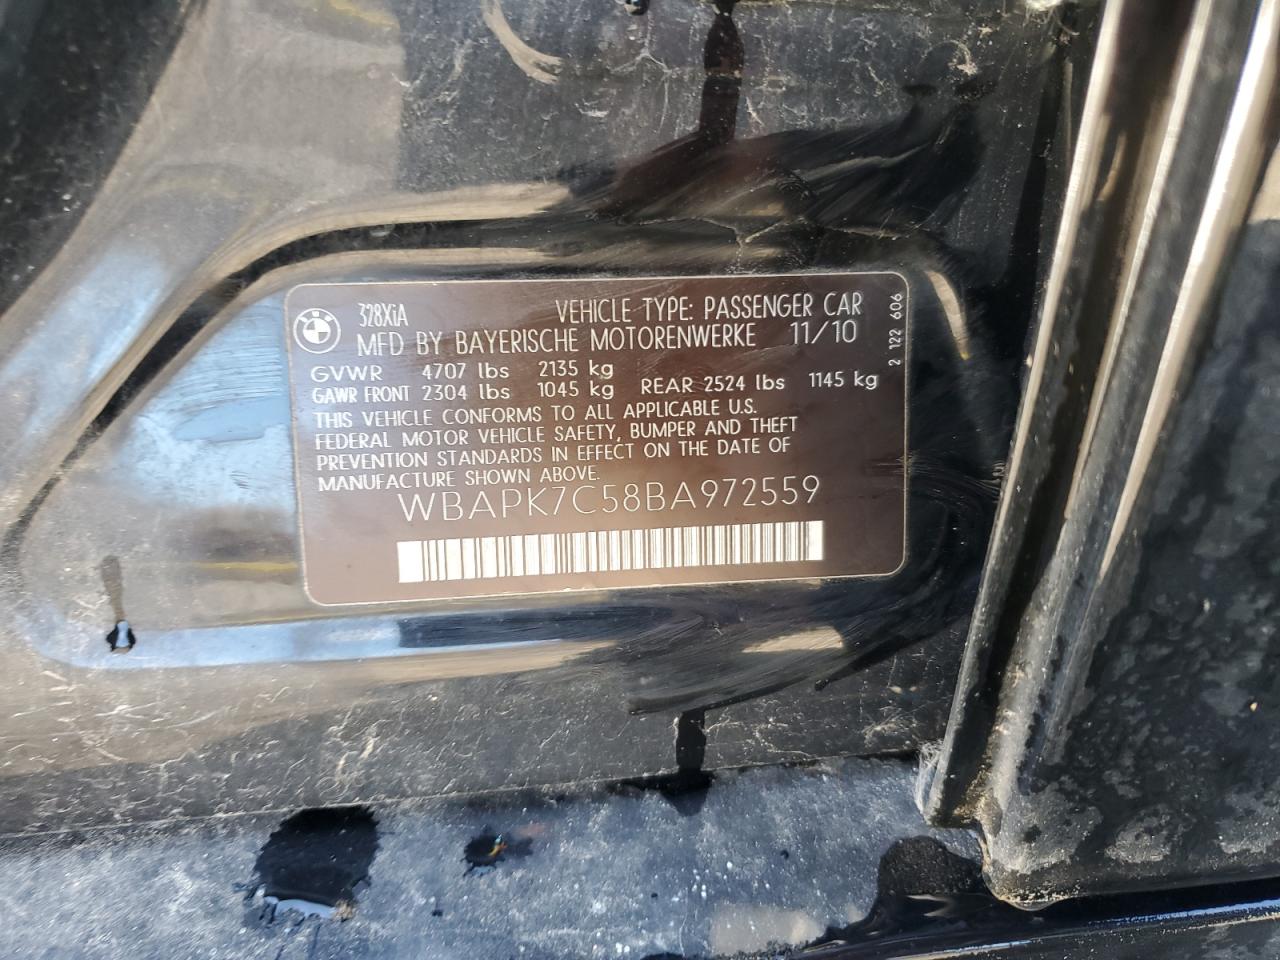 328XiA VEHICLE TYPE: PASSENGER CAR
MFD BY BAYERISCHE MOTORENWERKE 11/10
GVWR 4707 lbs 2135 kg
GAWR FRONT 2304 lbs 1045 kg REAR 2524 lbs 1145 kg
THIS VEHICLE CONFORMS TO ALL APPLICABLE U.S.
FEDERAL MOTOR VEHICLE SAFETY, BUMPER AND THEFT
PREVENTION STANDARDS IN EFFECT ON THE DATE OF
MANUFACTURE SHOWN ABOVE.
WBAPK7C58BA972559
2 122 606